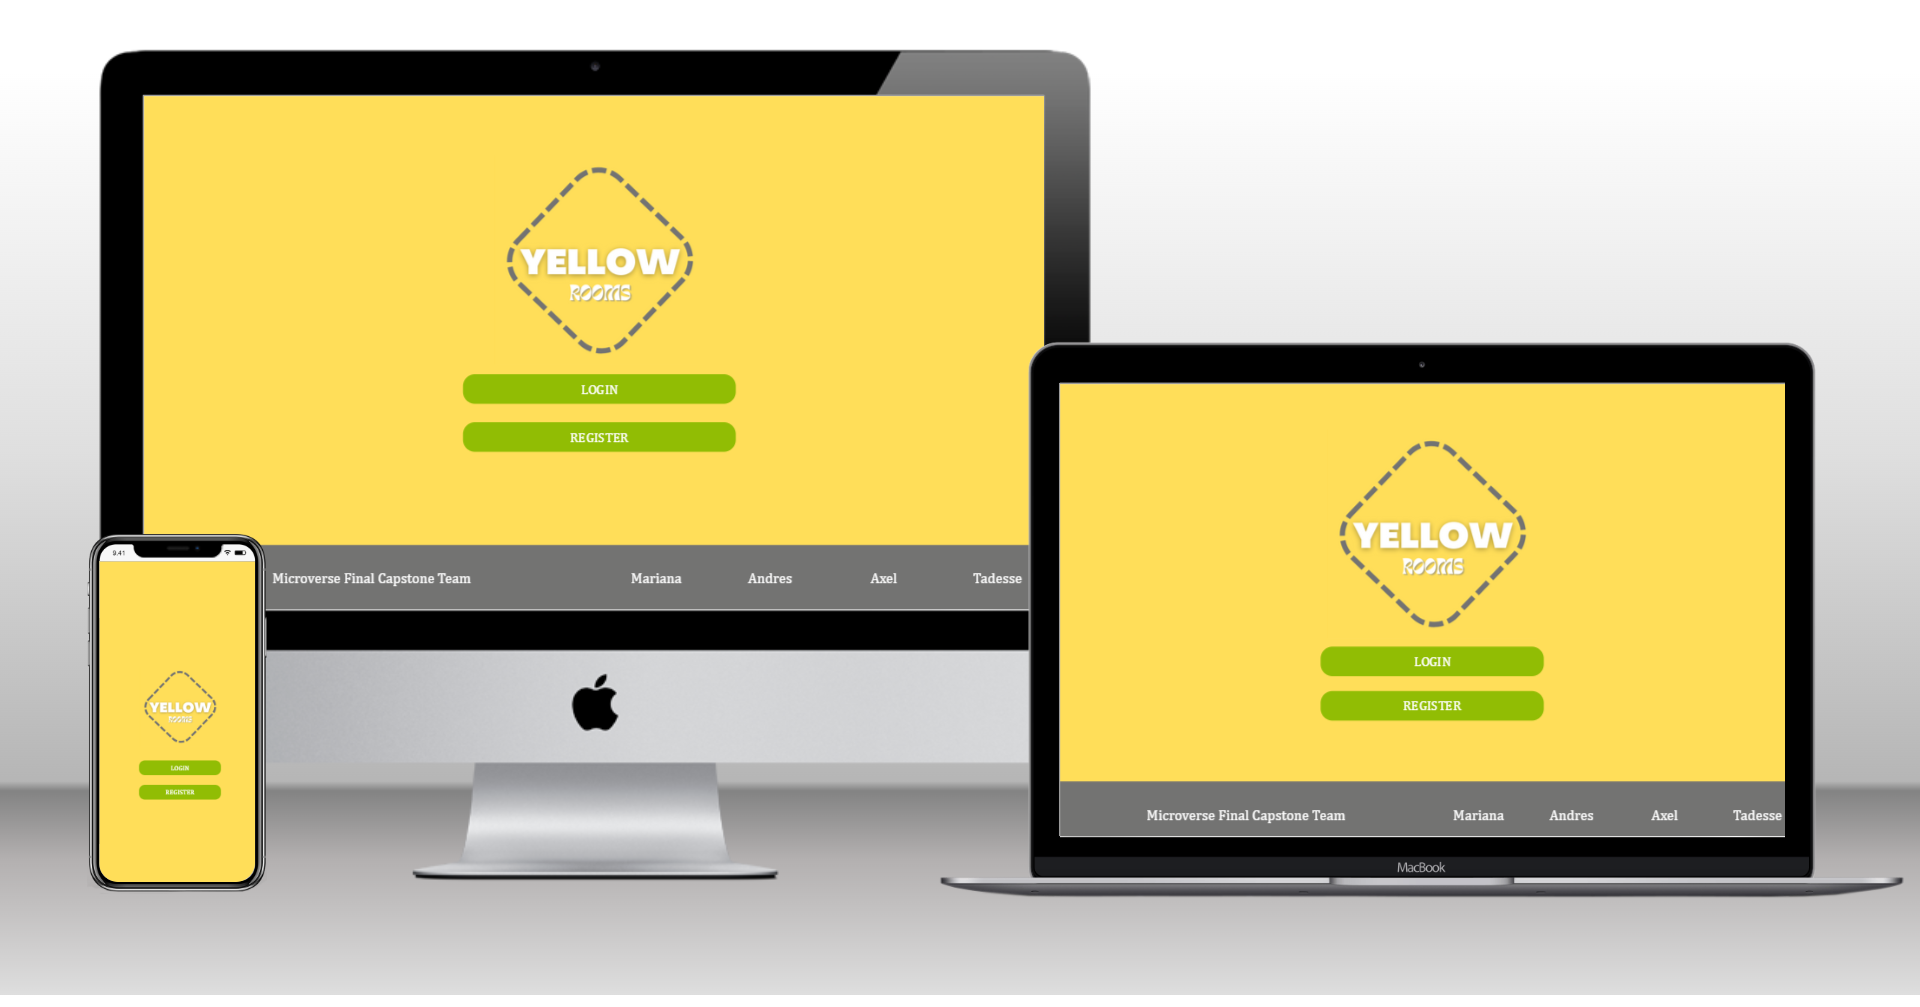 YELLOW
ROOMS
LOGIN
REGISTER
Microverse Final Capstone Team Mariana Andres Axel Tadesse
9.41
YELLOW
ROOMS
LOGIN
REGISTER
YELLOW
ROOMS
LOGIN
REGISTER
Microverse Final Capstone Team Mariana Andres Axel Tadesse
MacBook